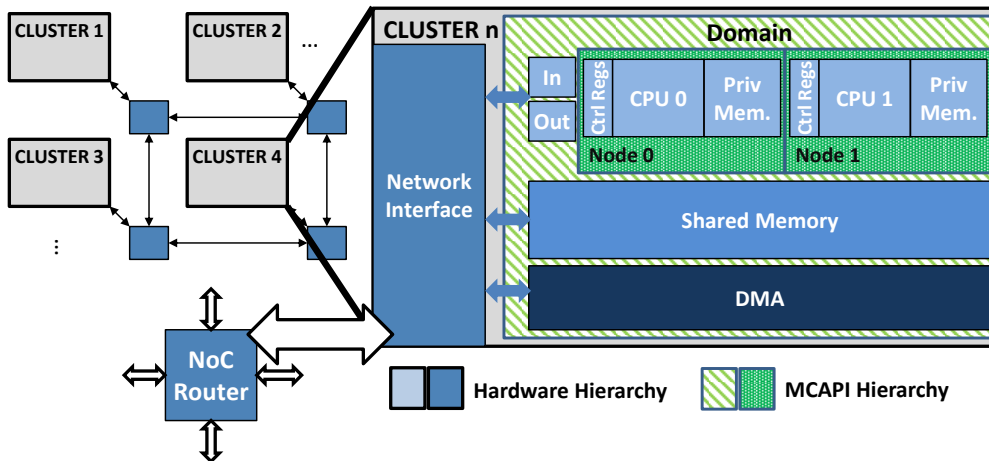 CLUSTER 1
CLUSTER 2
...
CLUSTER 3
CLUSTER 4
...
NoC
Router
CLUSTER n
Network
Interface
Domain
In
Out
Ctrl Regs
CPU 0
Priv
Mem.
Node 0
Ctrl Regs
CPU 1
Priv
Mem.
Node 1
Shared Memory
DMA
Hardware Hierarchy
MCAPI Hierarchy